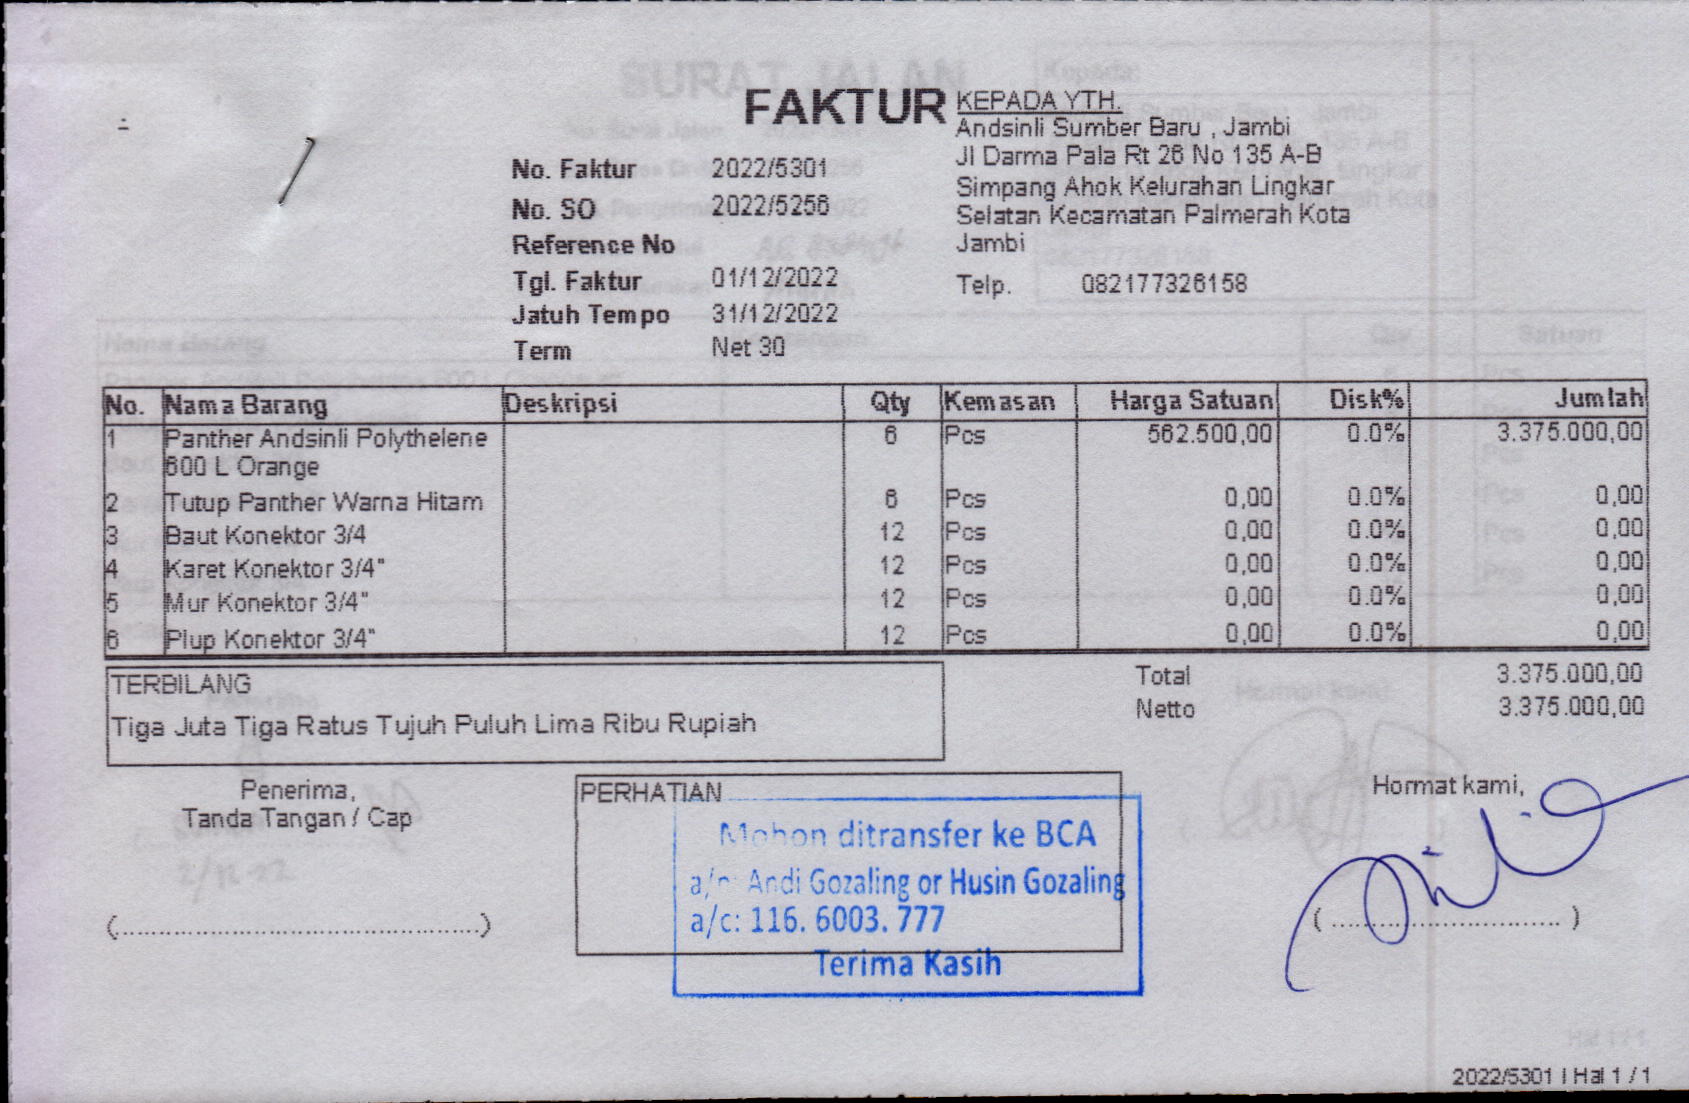 FAKTUR
KEPADA YTH.
Andsinli Sumber Baru , Jambi
Jl Darma Pala Rt 26 No 135 A-B
Simpang Ahok Kelurahan Lingkar
Selatan Kecamatan Palmerah Kota
Jambi
Telp. 082177326158
No. Faktur 2022/5301
No. SO 2022/5256
Reference No
Tgl. Faktur 01/12/2022
Jatuh Tempo 31/12/2022
Term Net 30
No. Nama Barang Deskripsi Qty Kemasan Harga Satuan Disk% Jumlah
1 Panther Andsinli Polythelene 6 Pcs 562.500,00 0.0% 3.375.000,00
600 L Orange
2 Tutup Panther Warna Hitam 6 Pcs 0,00 0.0% 0,00
3 Baut Konektor 3/4 12 Pcs 0,00 0.0% 0,00
4 Karet Konektor 3/4" 12 Pcs 0,00 0.0% 0,00
5 Mur Konektor 3/4" 12 Pcs 0,00 0.0% 0,00
6 Plup Konektor 3/4" 12 Pcs 0,00 0.0% 0,00
TERBILANG
Tiga Juta Tiga Ratus Tujuh Puluh Lima Ribu Rupiah
Total 3.375.000,00
Netto 3.375.000,00
Penerima,
Tanda Tangan / Cap
(............................................)
PERHATIAN
Mohon ditransfer ke BCA
a/n: Andi Gozaling or Husin Gozaling
a/c: 116. 6003. 777
Terima Kasih
Hormat kami,
( ............................ )
2022/5301 | Hal 1 / 1